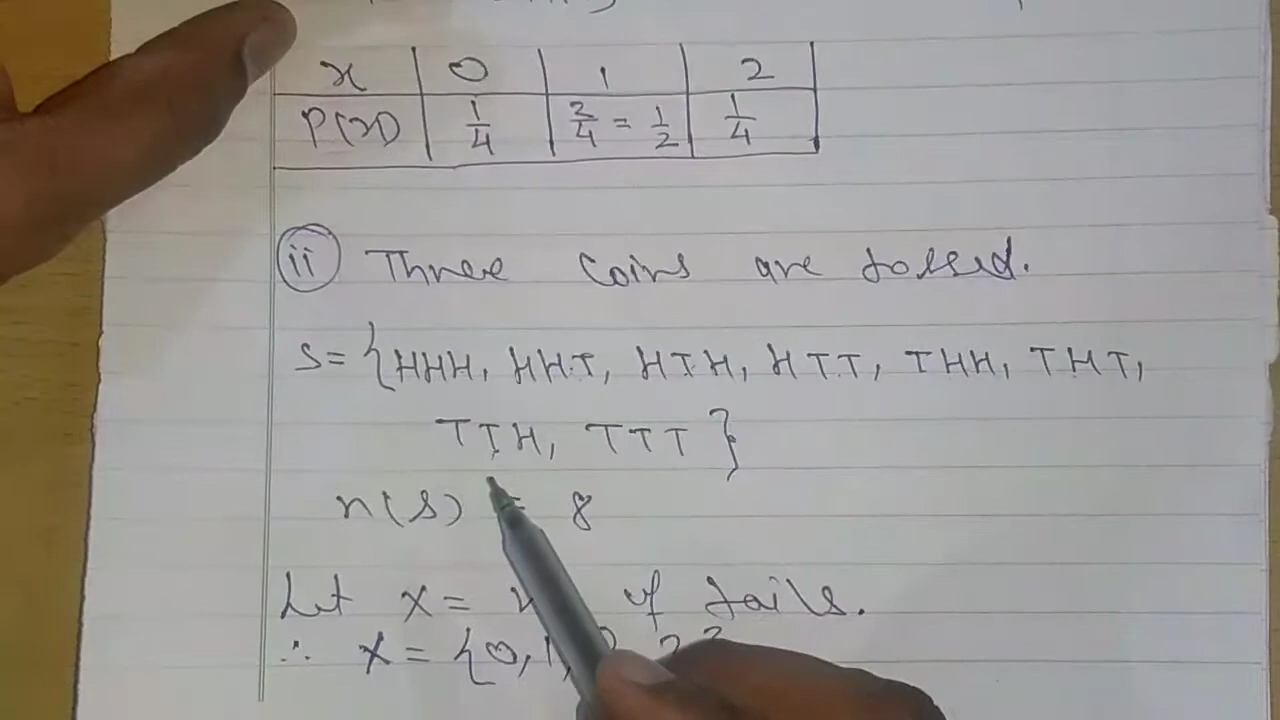 x 0 1 2
P(x) 1/4 2/4 = 1/2 1/4
(ii) Three coins are tossed.
S = {HHH, HHT, HTH, HTT, THH, THT,
TTH, TTT}
n(S) = 8
Let X = of tails.
∴ X = {0, 1,